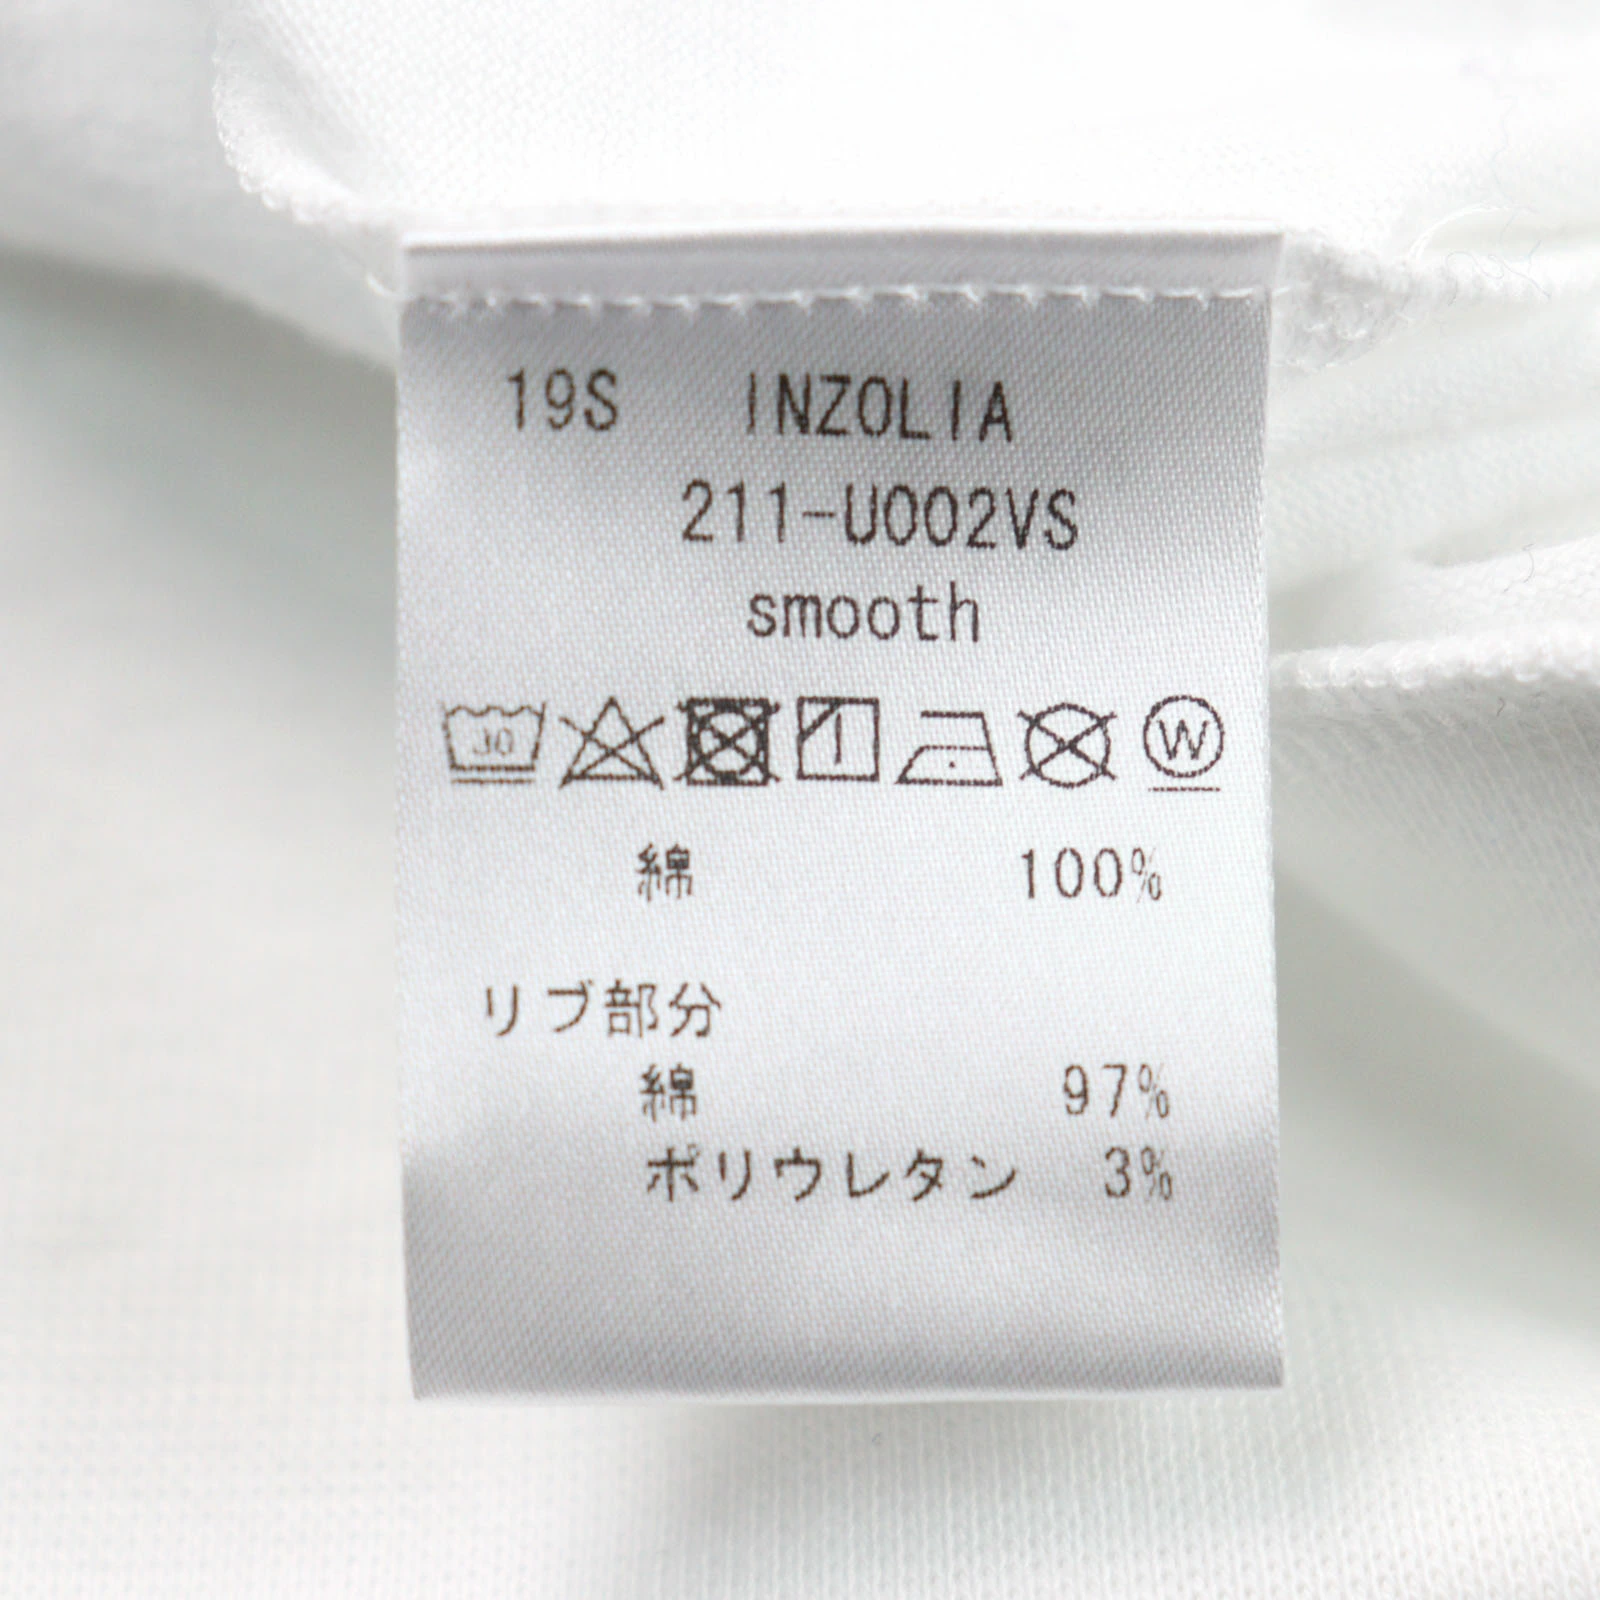 19S INZOLIA
211-U002VS
smooth
30 W
綿 100%
リブ部分
綿 97%
ポリウレタン 3%